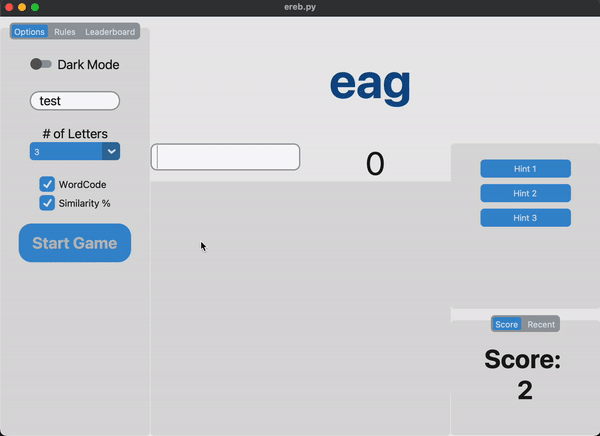 ereb.py
Options Rules Leaderboard
Dark Mode
test
# of Letters
3
WordCode
Similarity %
Start Game
eag
0
Hint 1
Hint 2
Hint 3
Score Recent
Score:
2